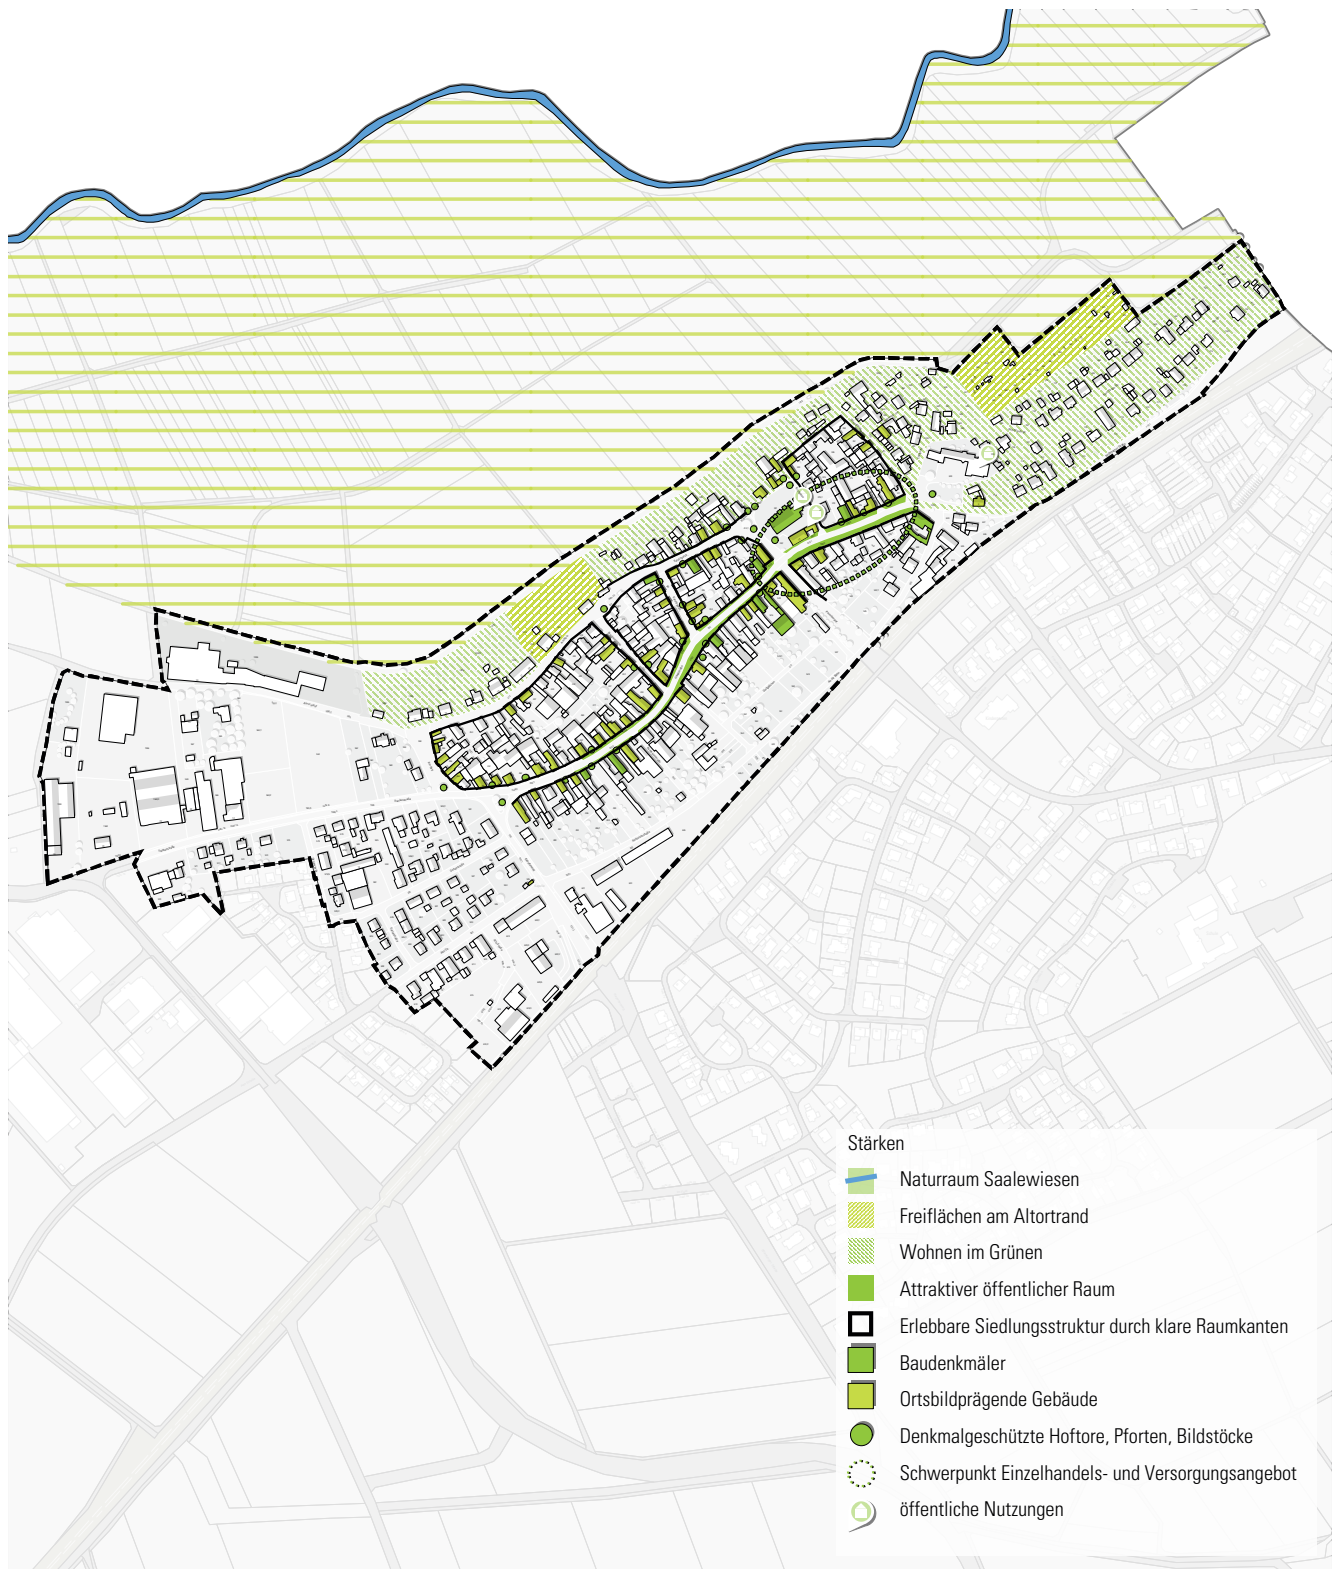 Stärken
Naturraum Saalewiesen
Freiflächen am Altortrand
Wohnen im Grünen
Attraktiver öffentlicher Raum
Erlebbare Siedlungsstruktur durch klare Raumkanten
Baudenkmäler
Ortsbildprägende Gebäude
Denkmalgeschützte Hoftore, Pforten, Bildstöcke
Schwerpunkt Einzelhandels- und Versorgungsangebot
öffentliche Nutzungen